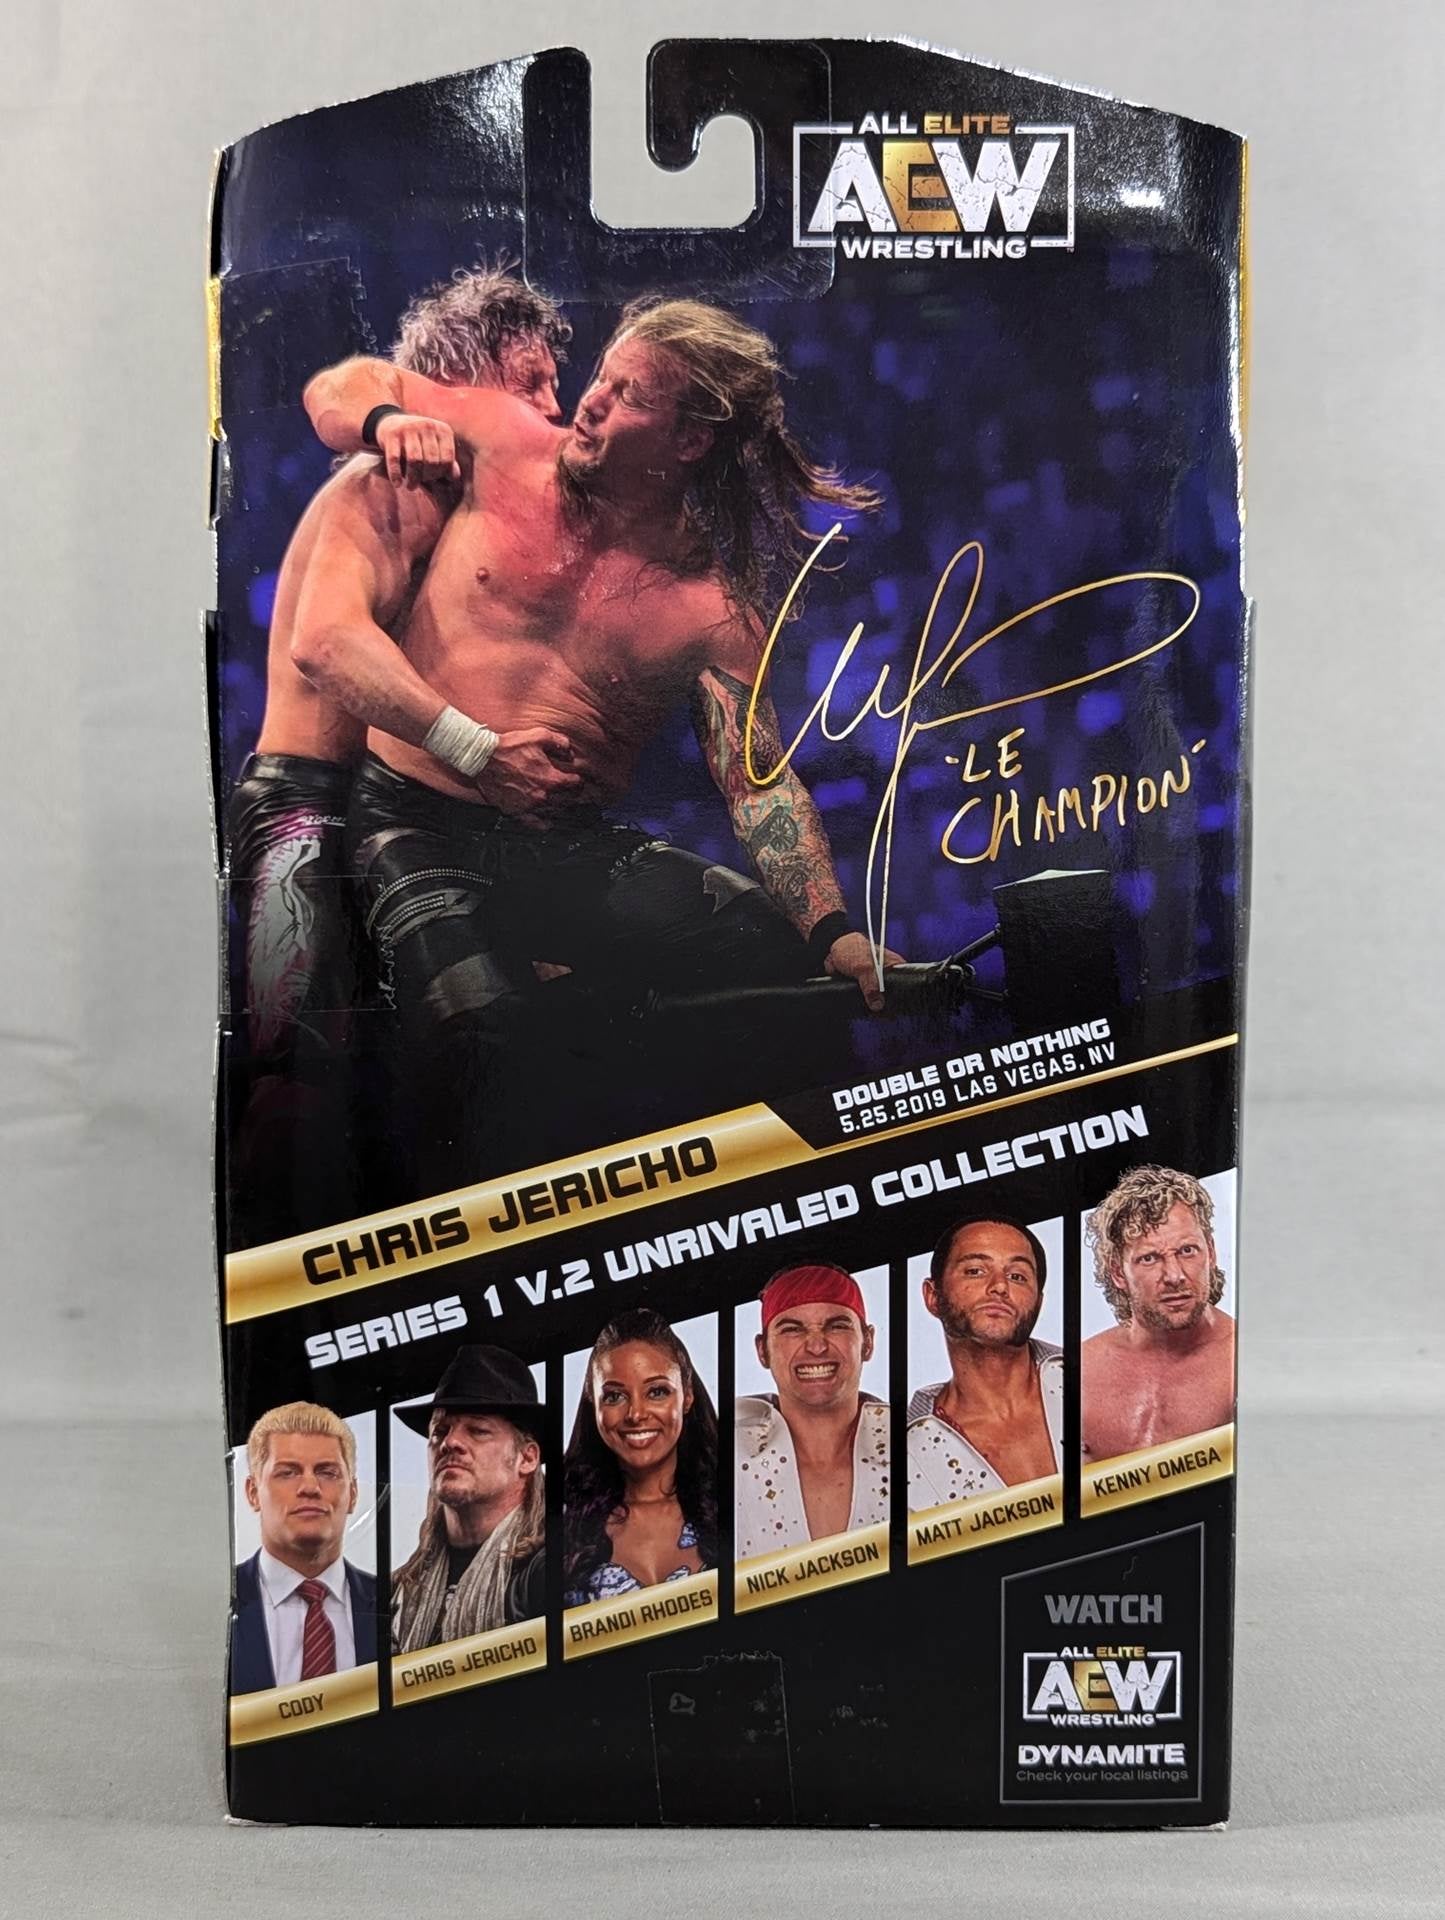 ALL ELITE
AEW
WRESTLING
-LE
CHAMPION-
DOUBLE OR NOTHING
5.25.2019 LAS VEGAS, NV
CHRIS JERICHO
SERIES 1 V.2 UNRIVALED COLLECTION
CODY
CHRIS JERICHO
BRANDI RHODES
NICK JACKSON
MATT JACKSON
KENNY OMEGA
WATCH
ALL ELITE
AEW
WRESTLING
DYNAMITE
Check your local listings